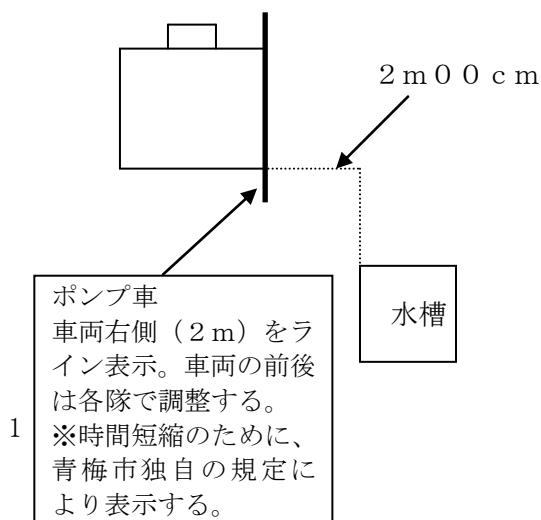 ２ｍ００ｃｍ
水槽
ポンプ車
車両右側（２ｍ）をラ
イン表示。車両の前後
は各隊で調整する。
※時間短縮のために、
青梅市独自の規定に
より表示する。
1